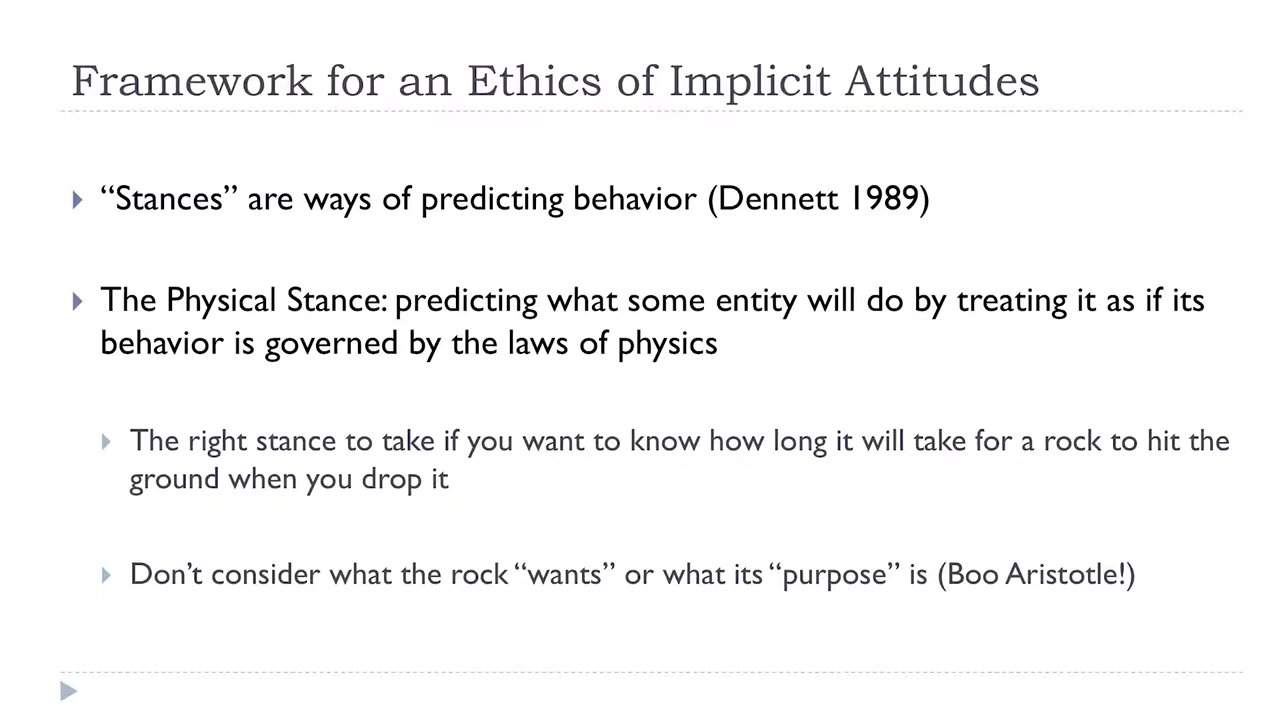 Framework for an Ethics of Implicit Attitudes
“Stances” are ways of predicting behavior (Dennett 1989)
The Physical Stance: predicting what some entity will do by treating it as if its
behavior is governed by the laws of physics
The right stance to take if you want to know how long it will take for a rock to hit the
ground when you drop it
Don’t consider what the rock “wants” or what its “purpose” is (Boo Aristotle!)